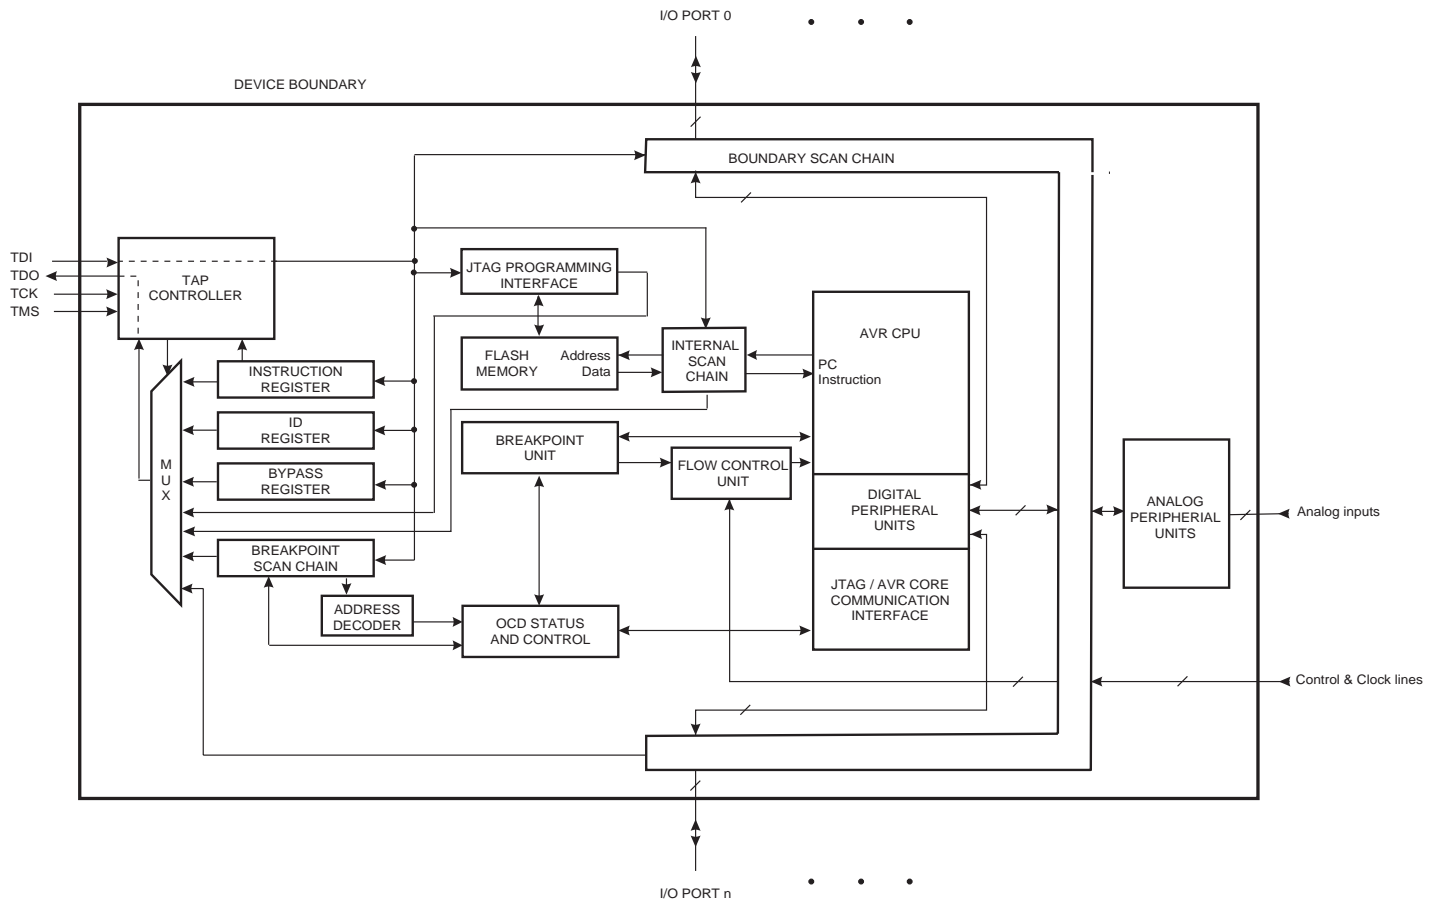 I/O PORT 0
DEVICE BOUNDARY
BOUNDARY SCAN CHAIN
TDI
TDO
TCK
TMS
TAP
CONTROLLER
JTAG PROGRAMMING
INTERFACE
FLASH
MEMORY
Address
Data
INTERNAL
SCAN
CHAIN
AVR CPU
PC
Instruction
INSTRUCTION
REGISTER
ID
REGISTER
BYPASS
REGISTER
M
U
X
BREAKPOINT
UNIT
FLOW CONTROL
UNIT
DIGITAL
PERIPHERAL
UNITS
ANALOG
PERIPHERIAL
UNITS
Analog inputs
BREAKPOINT
SCAN CHAIN
ADDRESS
DECODER
OCD STATUS
AND CONTROL
JTAG / AVR CORE
COMMUNICATION
INTERFACE
Control & Clock lines
I/O PORT n